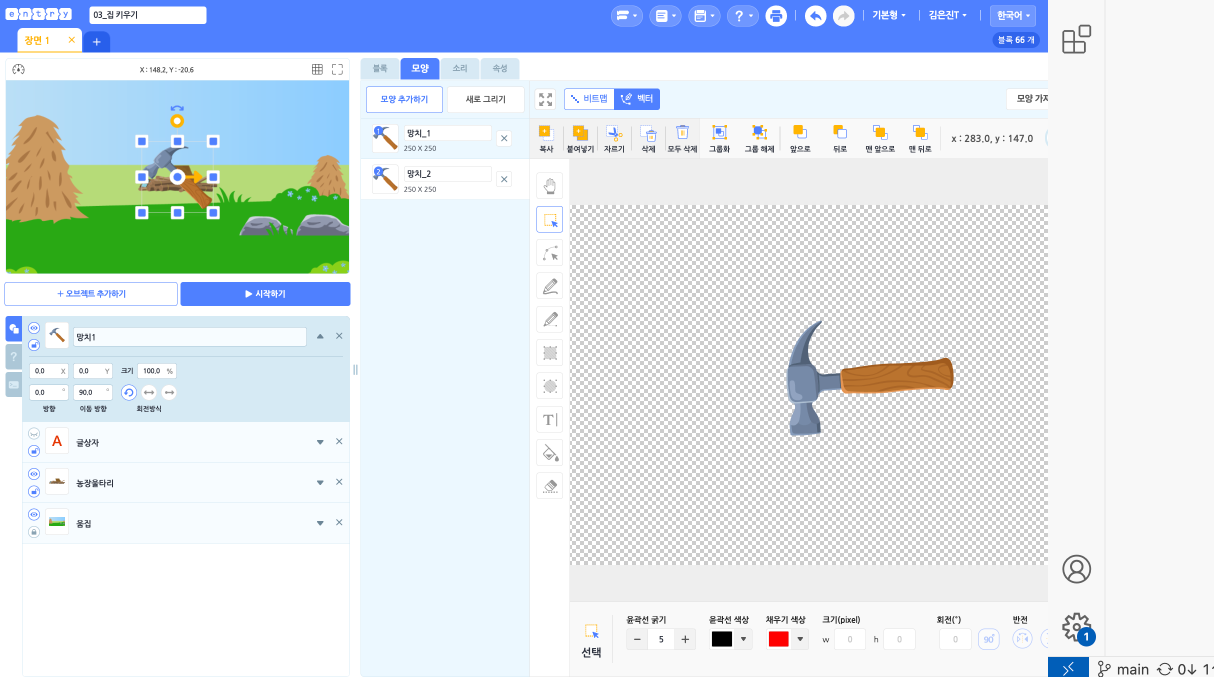 entry
03_집 키우기
기본형
김은진T
한국어
장면 1
+
블록 66 개
X : 148.2, Y : -20.6
블록
모양
소리
속성
모양 추가하기
새로 그리기
비트맵
벡터
모양 가져
1
망치_1
250 X 250
2
망치_2
250 X 250
복사
붙여넣기
자르기
삭제
모두 삭제
그룹화
그룹 해제
앞으로
뒤로
맨 앞으로
맨 뒤로
x : 283.0, y : 147.0
+ 오브젝트 추가하기
시작하기
망치1
0.0 X
0.0 Y
크기 100.0 %
0.0 °
90.0 °
방향
이동 방향
회전방식
A
글상자
농장울타리
움집
T
선택
윤곽선 굵기
5
윤곽선 색상
채우기 색상
크기(pixel)
w 0
h 0
회전(°)
0
90°
반전
1
main
0↓ 1